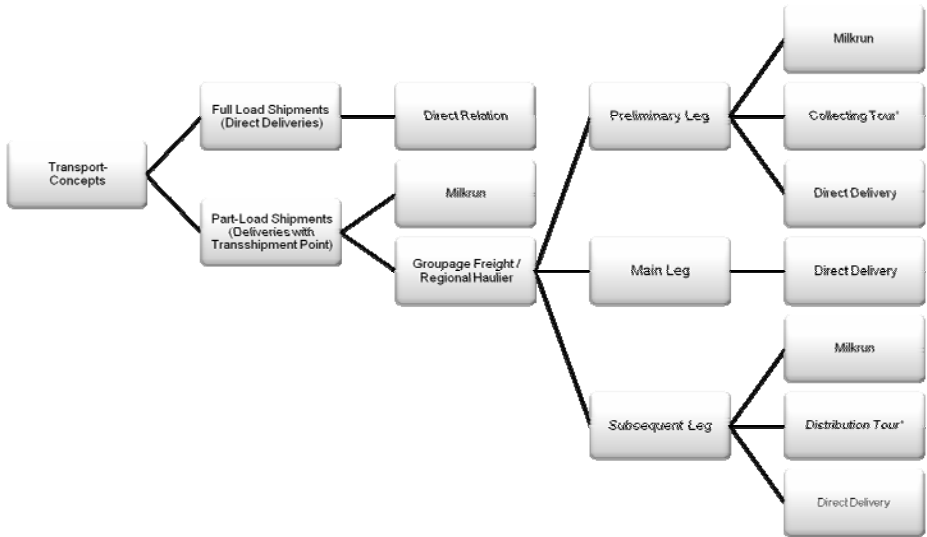 Transport-
Concepts
Full Load Shipments
(Direct Deliveries)
Part-Load Shipments
(Deliveries with
Transshipment Point)
Direct Relation
Milkrun
Groupage Freight /
Regional Haulier
Preliminary Leg
Main Leg
Subsequent Leg
Milkrun
Collecting Tour*
Direct Delivery
Direct Delivery
Milkrun
Distribution Tour*
Direct Delivery